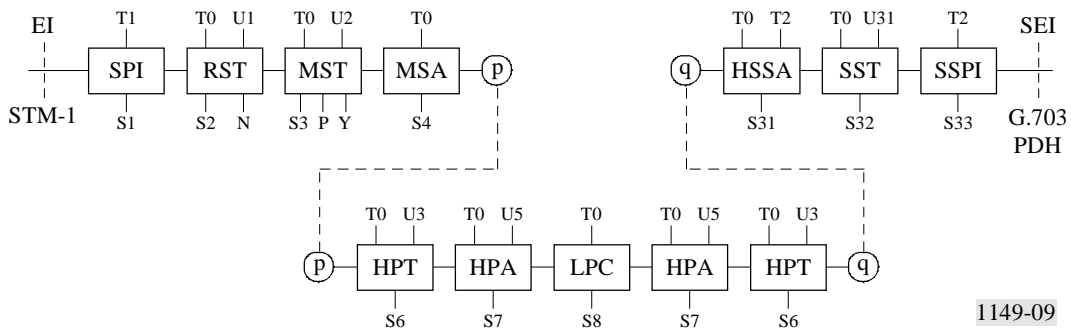 EI T1 T0 U1 T0 U2 T0 T0 T2 T0 U31 T2 SEI
SPI RST MST MSA p q HSSA SST SSPI
STM-1 S1 S2 N S3 P Y S4 S31 S32 S33 G.703
PDH
T0 U3 T0 U5 T0 T0 U5 T0 U3
p HPT HPA LPC HPA HPT q
S6 S7 S8 S7 S6
1149-09